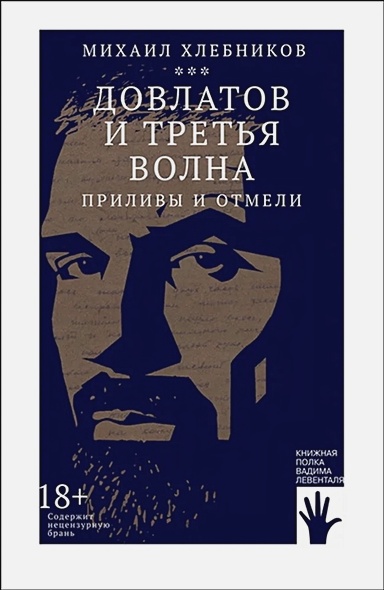 МИХАИЛ ХЛЕБНИКОВ
***
ДОВЛАТОВ
И ТРЕТЬЯ
ВОЛНА
ПРИЛИВЫ И ОТМЕЛИ
КНИЖНАЯ
ПОЛКА
ВАДИМА
ЛЕВЕНТАЛЯ
18+
Содержит
нецензурную
брань